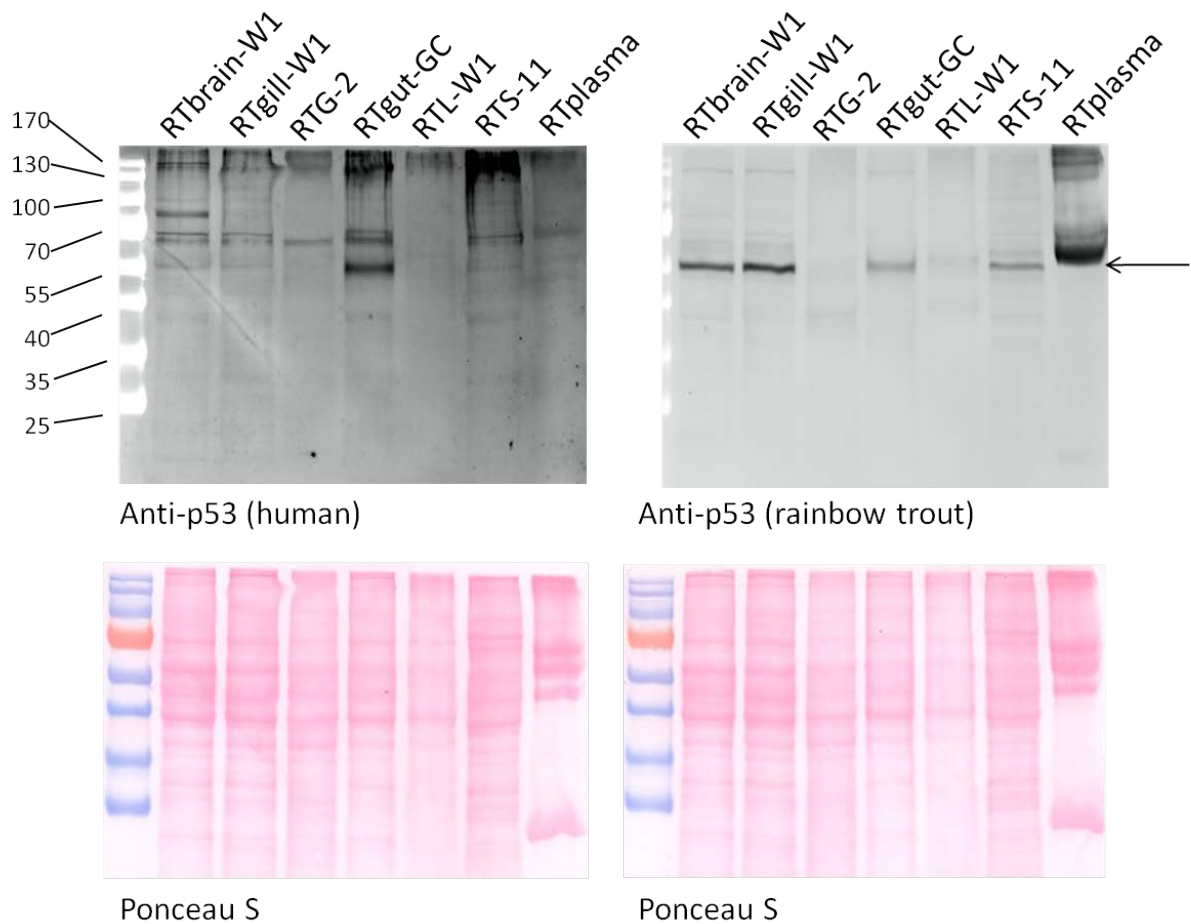 RTbrain-W1 RTgill-W1 RTG-2 RTgut-GC RTL-W1 RTS-11 RTplasma
RTbrain-W1 RTgill-W1 RTG-2 RTgut-GC RTL-W1 RTS-11 RTplasma
170
130
100
70
55
40
35
25
Anti-p53 (human)
Anti-p53 (rainbow trout)
Ponceau S
Ponceau S